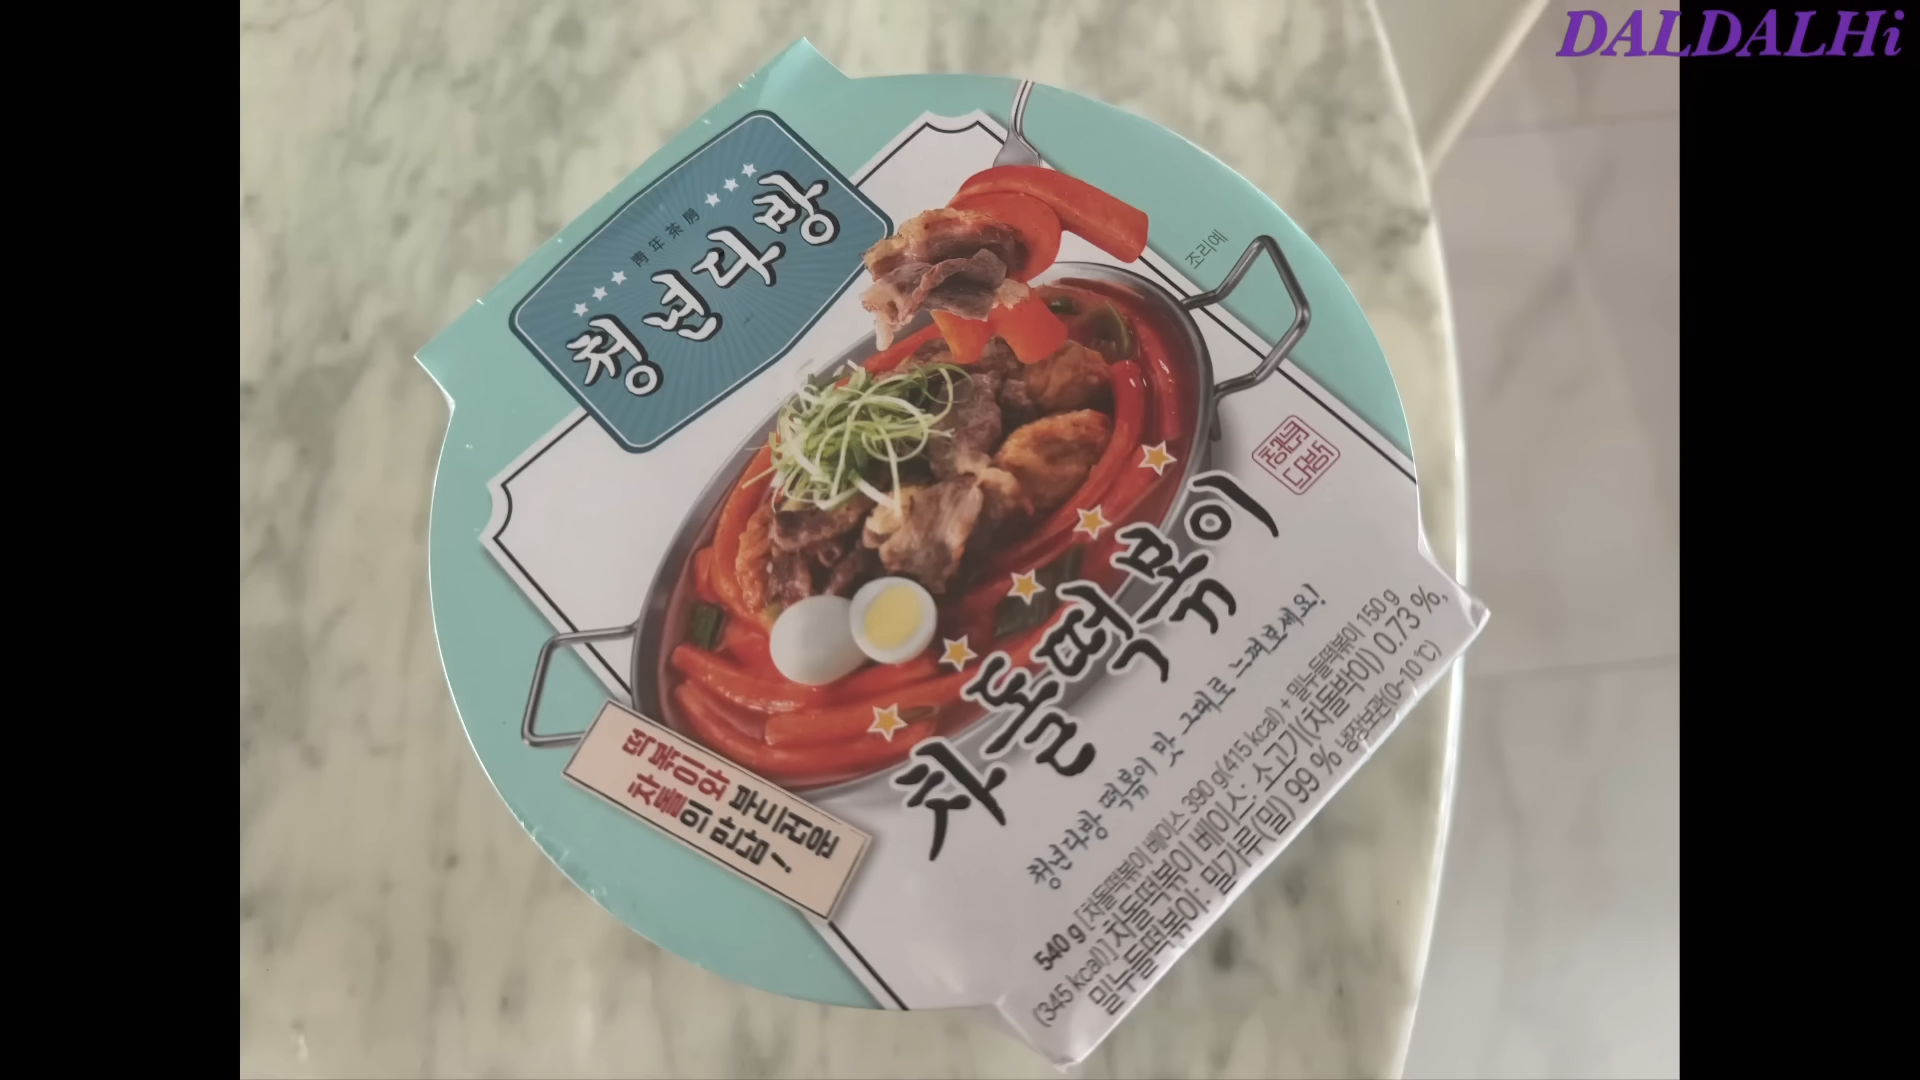 DALDALHi
靑年茶房
청년다방
조리예
청년
다방
차돌떡볶이
청년다방 떡볶이 맛 그대로 느껴보세요!
떡볶이와 부드러운
차돌이 만남!
540 g [차돌떡볶이 베이스 390 g(415 kcal) + 밀누들떡볶이 150 g
(345 kcal)] 차돌떡볶이 베이스: 소고기(차돌박이) 0.73 %,
밀누들떡볶이: 밀가루(밀) 99 % 냉장보관(0~10 ℃)